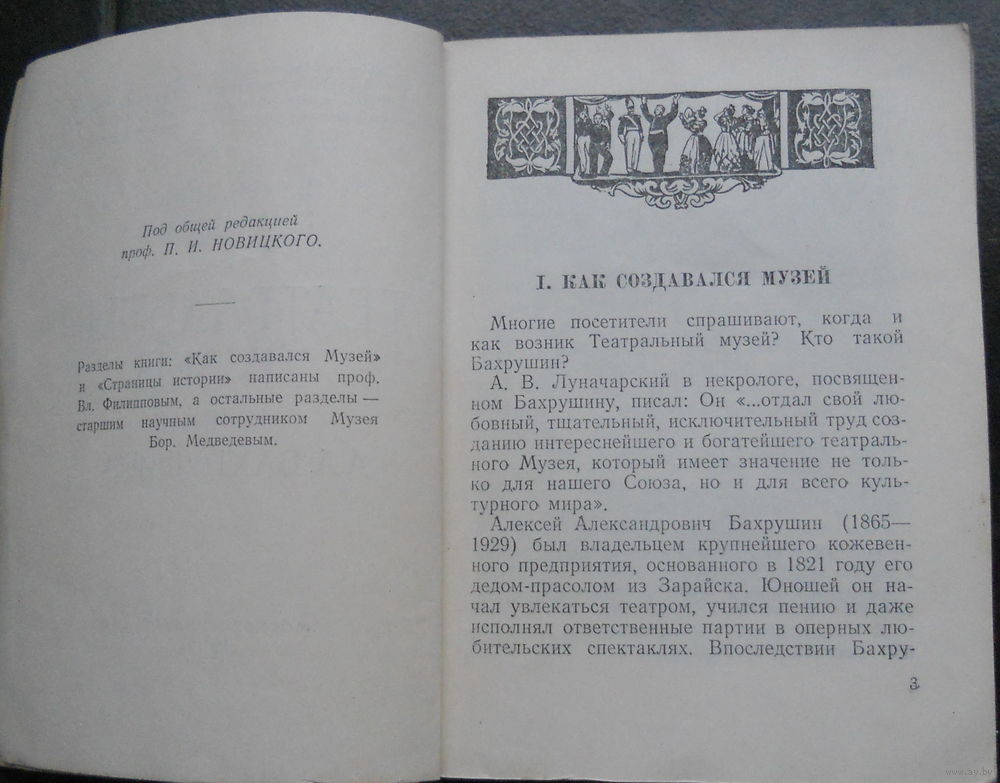 Под общей редакцией
проф. П. И. НОВИЦКОГО.
Разделы книги: «Как создавался Музей»
и «Страницы истории» написаны проф.
Вл. Филипповым, а остальные разделы —
старшим научным сотрудником Музея
Бор. Медведевым.
I. КАК СОЗДАВАЛСЯ МУЗЕЙ
Многие посетители спрашивают, когда и
как возник Театральный музей? Кто такой
Бахрушин?
А. В. Луначарский в некрологе, посвящен-
ном Бахрушину, писал: Он «...отдал свой лю-
бовный, тщательный, исключительный труд соз-
данию интереснейшего и богатейшего театраль-
ного Музея, который имеет значение не толь-
ко для нашего Союза, но и для всего куль-
турного мира».
Алексей Александрович Бахрушин (1865—
1929) был владельцем крупнейшего кожевен-
ного предприятия, основанного в 1821 году его
дедом-прасолом из Зарайска. Юношей он на-
чал увлекаться театром, учился пению и даже
исполнял ответственные партии в оперных лю-
бительских спектаклях. Впоследствии Бахру-
3
www.ay.by